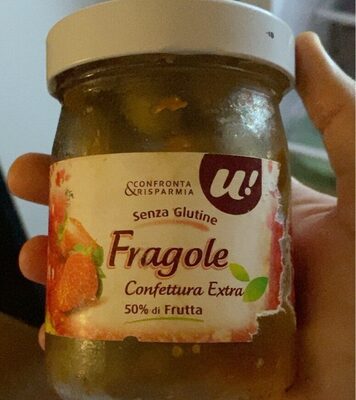 CONFRONTA
&RISPARMIA
U!
Senza Glutine
Fragole
Confettura Extra
50% di Frutta